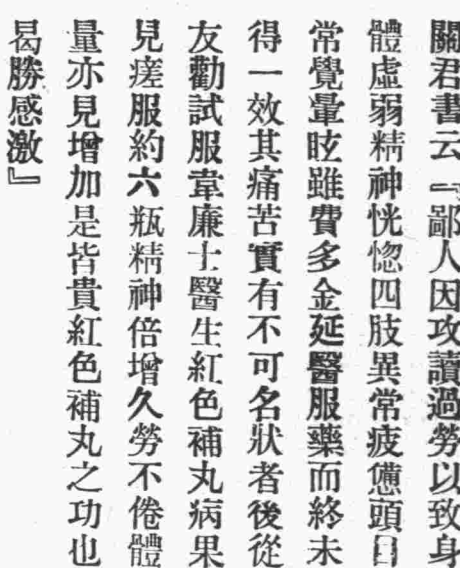 關君書云『鄙人因攻讀過勞以致身
體虛弱精神恍惚四肢異常疲憊頭目
常覺暈眩雖費多金延醫服藥而終未
得一效其痛苦實有不可名狀者後從
友勸試服韋廉士醫生紅色補丸病果
見瘥服約六瓶精神倍增久勞不倦體
量亦見增加是皆貴紅色補丸之功也
曷勝感激』